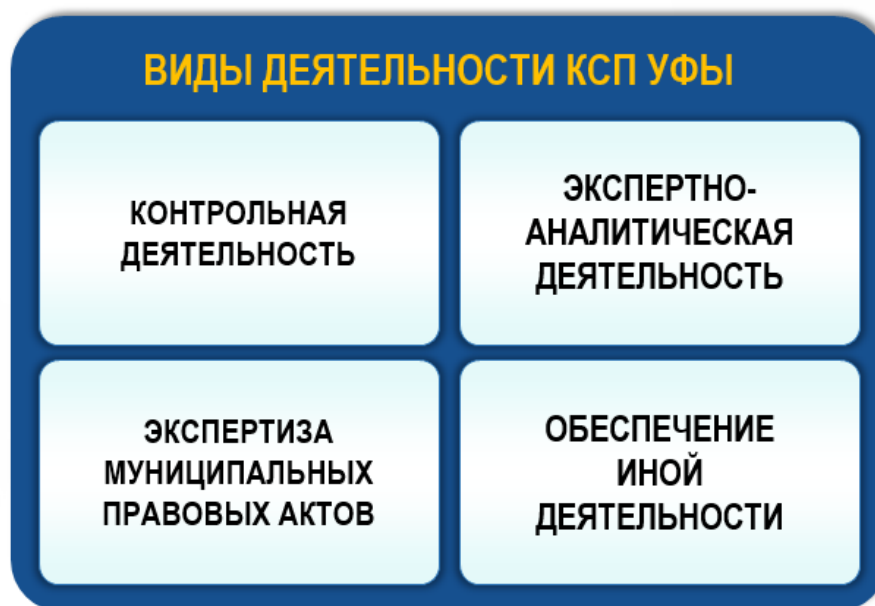 ВИДЫ ДЕЯТЕЛЬНОСТИ КСП УФЫ
КОНТРОЛЬНАЯ
ДЕЯТЕЛЬНОСТЬ
ЭКСПЕРТНО-
АНАЛИТИЧЕСКАЯ
ДЕЯТЕЛЬНОСТЬ
ЭКСПЕРТИЗА
МУНИЦИПАЛЬНЫХ
ПРАВОВЫХ АКТОВ
ОБЕСПЕЧЕНИЕ
ИНОЙ
ДЕЯТЕЛЬНОСТИ